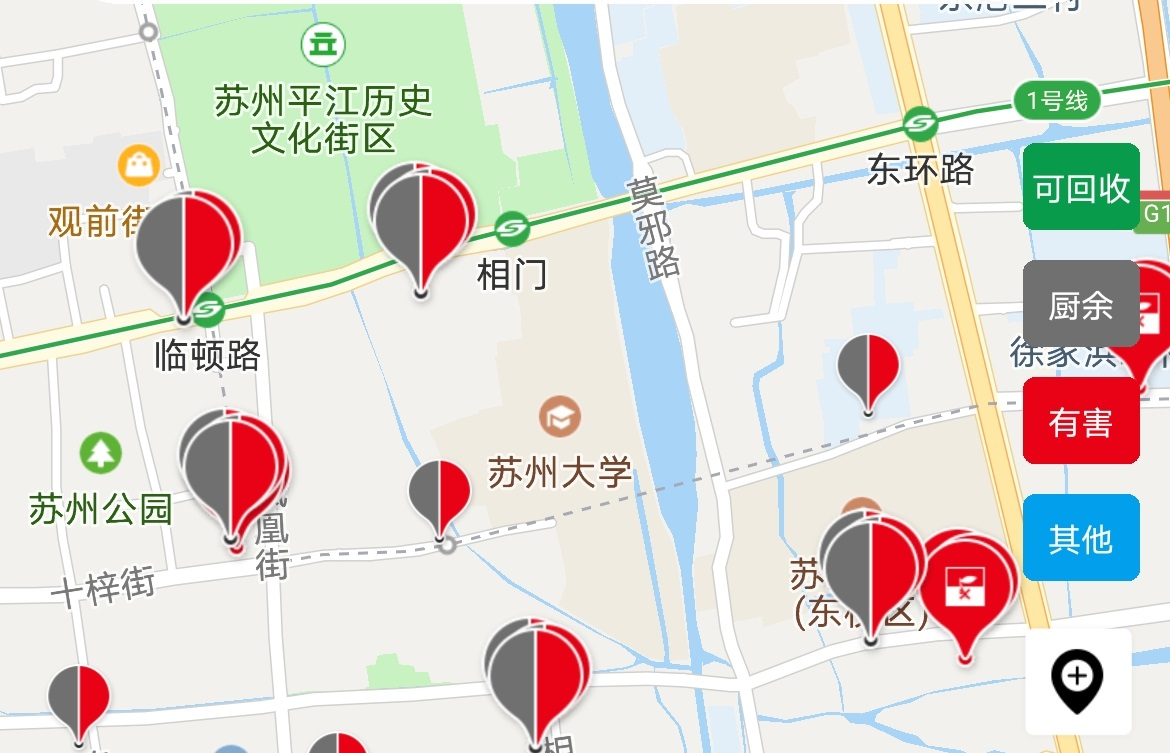 1号线
苏州平江历史
文化街区
东环路
可回收
观前街
莫邪路
G1
相门
厨余
临顿路
徐家浜
有害
苏州大学
苏州公园
凰街
其他
十梓街
苏
(东校区)
相